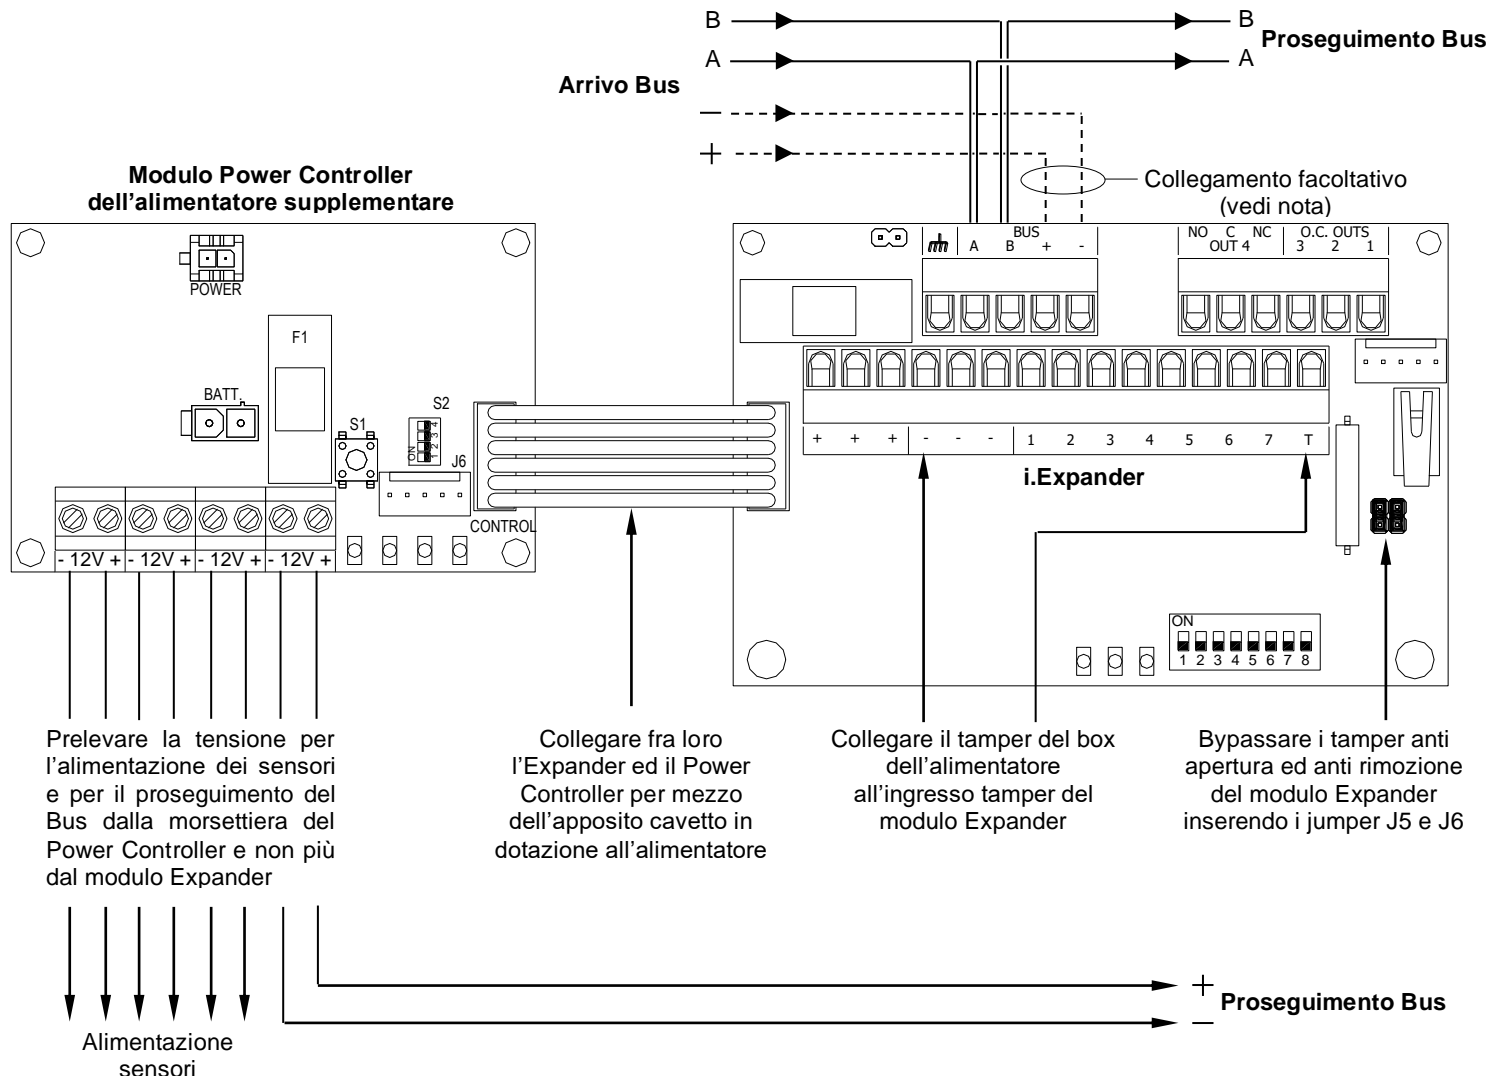 B
B
Proseguimento Bus
A
A
Arrivo Bus
−
+
Modulo Power Controller
dell'alimentatore supplementare
Collegamento facoltativo
(vedi nota)
POWER
F1
BATT.
S1
S2
ON
1 2 3 4
J6
CONTROL
- 12V + - 12V + - 12V + - 12V +
BUS
A B + -
NO C NC
OUT 4
O.C. OUTS
3 2 1
+ + + - - - 1 2 3 4 5 6 7 T
i.Expander
ON
1 2 3 4 5 6 7 8
Prelevare la tensione per
l'alimentazione dei sensori
e per il proseguimento del
Bus dalla morsettiera del
Power Controller e non più
dal modulo Expander
Collegare fra loro
l'Expander ed il Power
Controller per mezzo
dell'apposito cavetto in
dotazione all'alimentatore
Collegare il tamper del box
dell'alimentatore
all'ingresso tamper del
modulo Expander
Bypassare i tamper anti
apertura ed anti rimozione
del modulo Expander
inserendo i jumper J5 e J6
+
Proseguimento Bus
−
Alimentazione
sensori